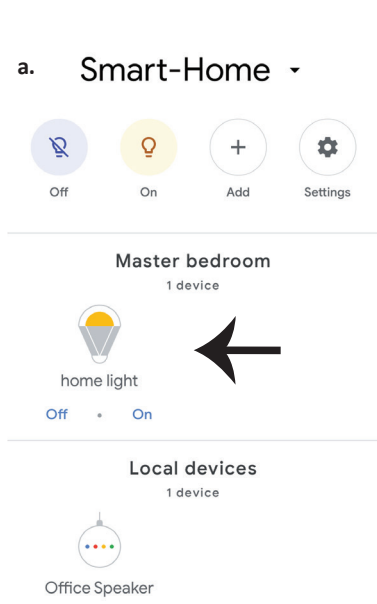 a. Smart-Home
Off On Add Settings
Master bedroom
1 device
home light
Off • On
Local devices
1 device
Office Speaker